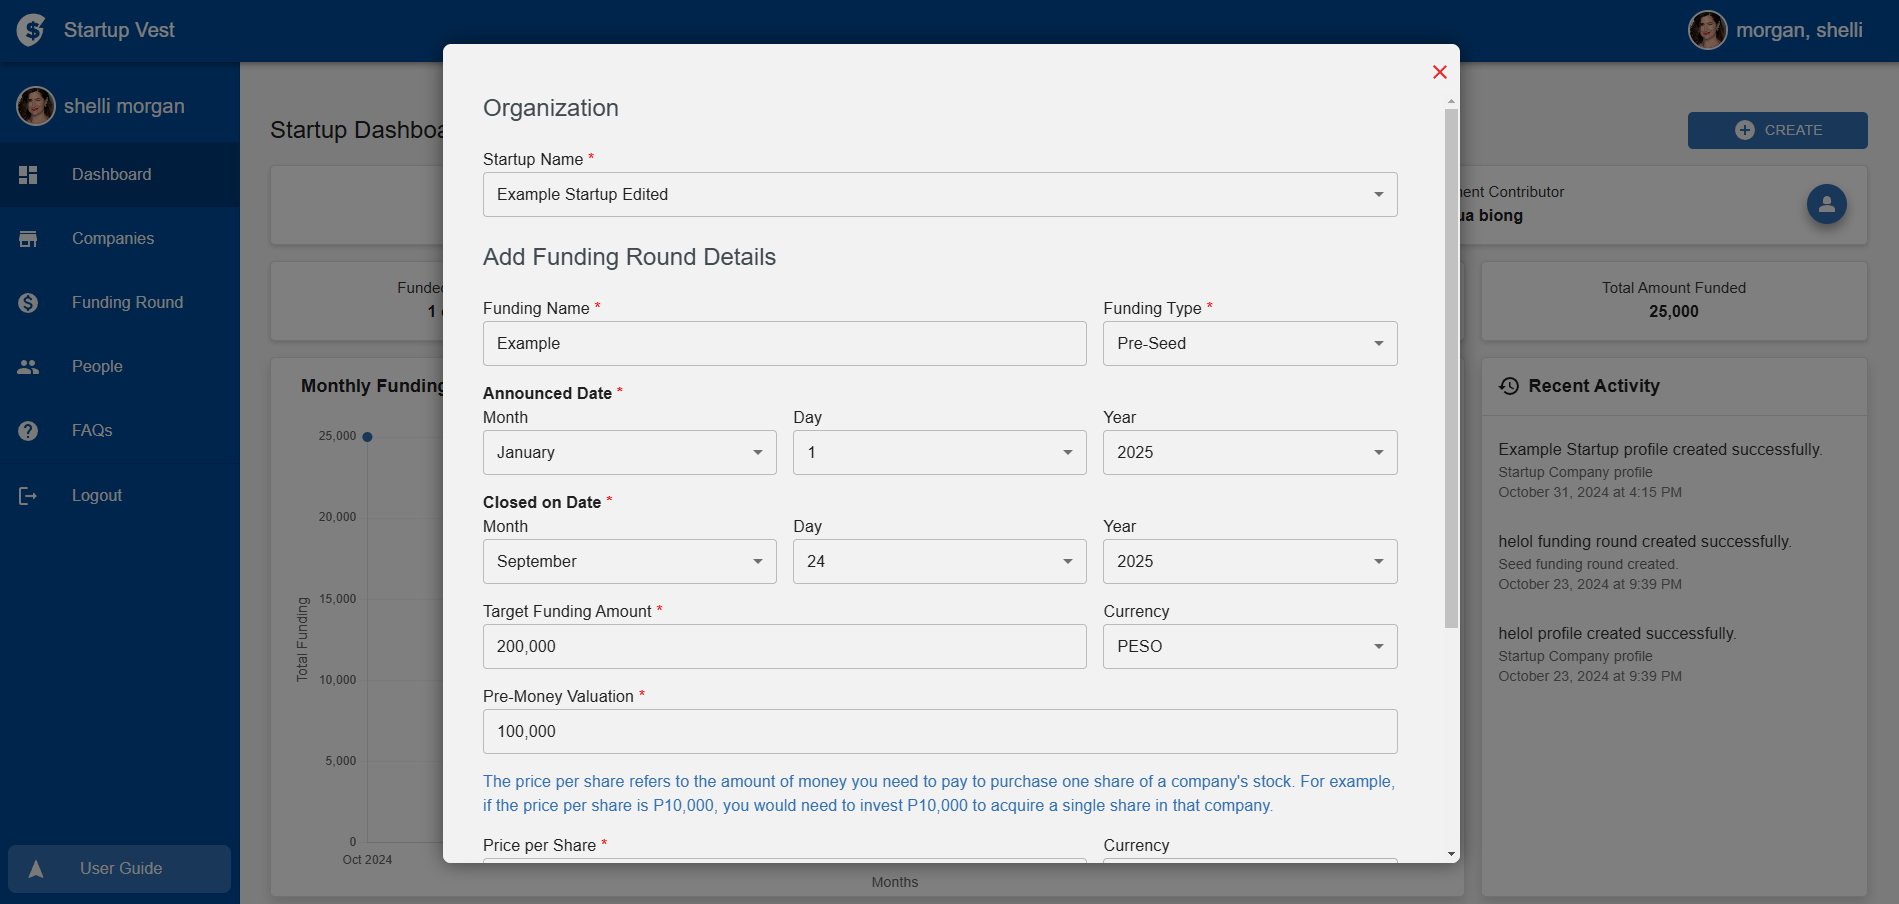 Startup Vest
morgan, shelli
shelli morgan
Dashboard
Companies
Funding Round
People
FAQs
Logout
User Guide
Startup Dashboa
CREATE
ent Contributor
ua biong
Funde
1
Total Amount Funded
25,000
Monthly Funding
25,000
20,000
15,000
10,000
5,000
0
Total Funding
Oct 2024
Months
Recent Activity
Example Startup profile created successfully.
Startup Company profile
October 31, 2024 at 4:15 PM
helol funding round created successfully.
Seed funding round created.
October 23, 2024 at 9:39 PM
helol profile created successfully.
Startup Company profile
October 23, 2024 at 9:39 PM
Organization
Startup Name *
Example Startup Edited
Add Funding Round Details
Funding Name *
Funding Type *
Example
Pre-Seed
Announced Date *
Month
Day
Year
January
1
2025
Closed on Date *
Month
Day
Year
September
24
2025
Target Funding Amount *
Currency
200,000
PESO
Pre-Money Valuation *
100,000
The price per share refers to the amount of money you need to pay to purchase one share of a company's stock. For example,
if the price per share is P10,000, you would need to invest P10,000 to acquire a single share in that company.
Price per Share *
Currency